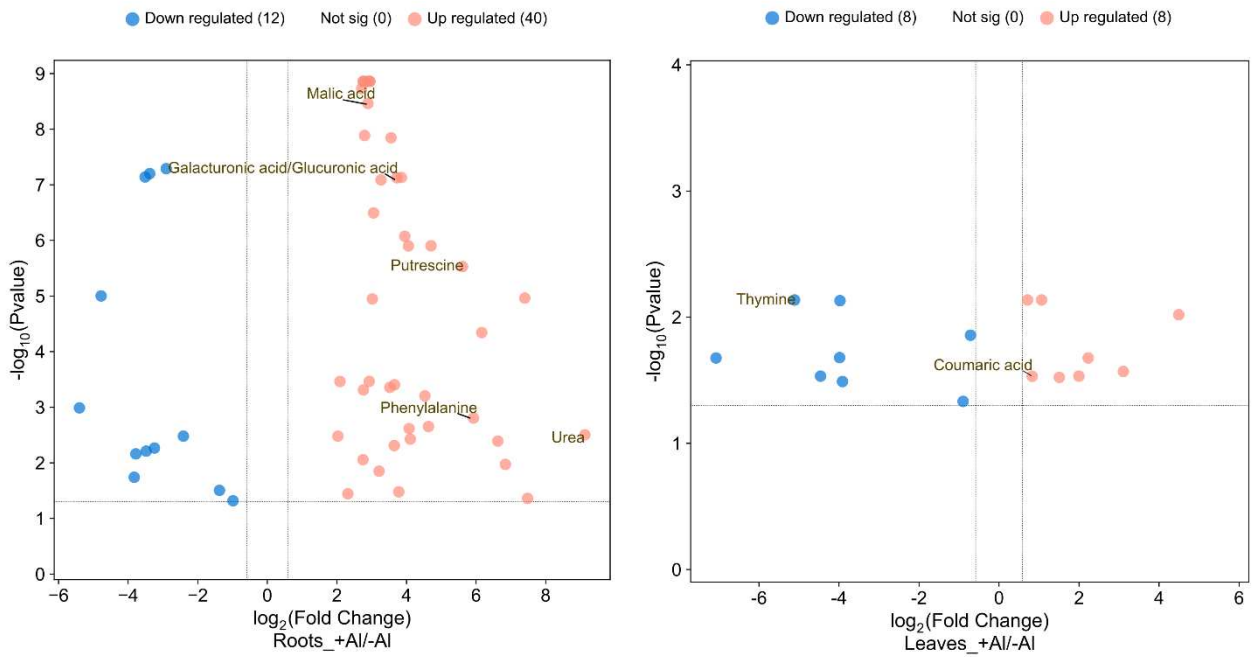 Down regulated (12) Not sig (0) Up regulated (40)
9
8
7
6
5
4
3
2
1
0
-log10(Pvalue)
Malic acid
Galacturonic acid/Glucuronic acid
Putrescine
Phenylalanine
Urea
−6 −4 −2 0 2 4 6 8
log2(Fold Change)
Roots_+Al/-Al
Down regulated (8) Not sig (0) Up regulated (8)
4
3
2
1
0
-log10(Pvalue)
Thymine
Coumaric acid
-6 -4 -2 0 2 4 6
log2(Fold Change)
Leaves_+Al/-Al